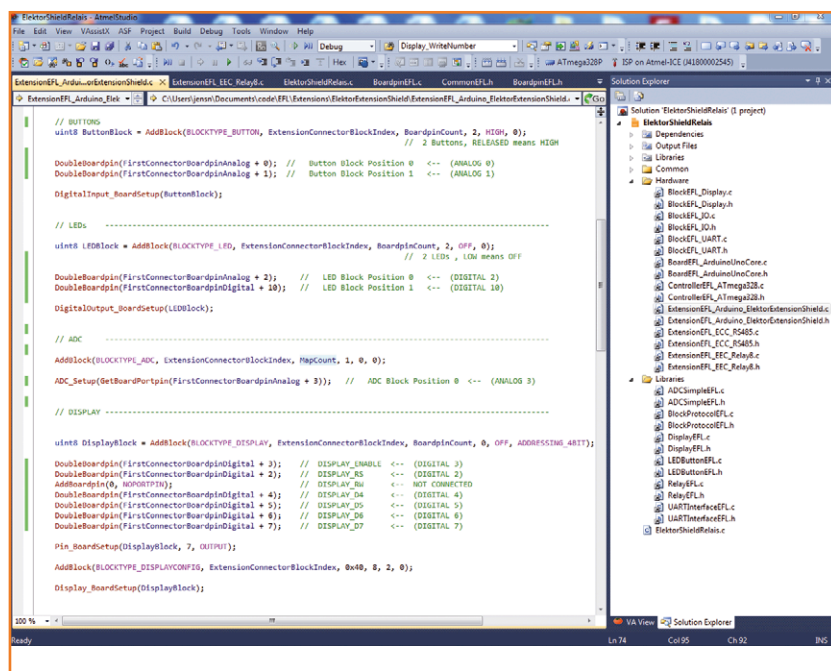 ElektorShieldRelais - AtmelStudio
File Edit View VAssistX ASF Project Build Debug Tools Window Help
Debug Display_WriteNumber
Hex ATmega328P ISP on Atmel-ICE (J41800002545)
ExtensionEFL_Ardui...orExtensionShield.c ExtensionEFL_EEC_Relay8.c ElektorShieldRelais.c BoardpinEFL.c CommonEFL.h BoardpinEFL.h
ExtensionEFL_Arduino_Elek C:\Users\jensn\Documents\code\EFL\Extensions\ElektorExtensionShield\ExtensionEFL_Arduino_ElektorExtensionShield. Go
// BUTTONS
uint8 ButtonBlock = AddBlock(BLOCKTYPE_BUTTON, ExtensionConnectorBlockIndex, BoardpinCount, 2, HIGH, 0);
// 2 Buttons, RELEASED means HIGH
DoubleBoardpin(FirstConnectorBoardpinAnalog + 0); // Button Block Position 0 <-- (ANALOG 0)
DoubleBoardpin(FirstConnectorBoardpinAnalog + 1); // Button Block Position 1 <-- (ANALOG 1)
DigitalInput_BoardSetup(ButtonBlock);
// LEDs ----------------------------------------------------------------------------------
uint8 LEDBlock = AddBlock(BLOCKTYPE_LED, ExtensionConnectorBlockIndex, BoardpinCount, 2, OFF, 0);
// 2 LEDs , LOW means OFF
DoubleBoardpin(FirstConnectorBoardpinAnalog + 2); // LED Block Position 0 <-- (DIGITAL 2)
DoubleBoardpin(FirstConnectorBoardpinDigital + 10); // LED Block Position 1 <-- (DIGITAL 10)
DigitalOutput_BoardSetup(LEDBlock);
// ADC ----------------------------------------------------------------------------------
AddBlock(BLOCKTYPE_ADC, ExtensionConnectorBlockIndex, MapCount, 1, 0, 0);
ADC_Setup(GetBoardPortpin(FirstConnectorBoardpinAnalog + 3)); // ADC Block Position 0 <-- (ANALOG 3)
// DISPLAY ----------------------------------------------------------------------------------
uint8 DisplayBlock = AddBlock(BLOCKTYPE_DISPLAY, ExtensionConnectorBlockIndex, BoardpinCount, 0, OFF, ADDRESSING_4BIT);
DoubleBoardpin(FirstConnectorBoardpinDigital + 3); // DISPLAY_ENABLE <-- (DIGITAL 3)
DoubleBoardpin(FirstConnectorBoardpinDigital + 2); // DISPLAY_RS <-- (DIGITAL 2)
AddBoardpin(0, NOPORTPIN); // DISPLAY_RW <-- NOT CONNECTED
DoubleBoardpin(FirstConnectorBoardpinDigital + 4); // DISPLAY_D4 <-- (DIGITAL 4)
DoubleBoardpin(FirstConnectorBoardpinDigital + 5); // DISPLAY_D5 <-- (DIGITAL 5)
DoubleBoardpin(FirstConnectorBoardpinDigital + 6); // DISPLAY_D6 <-- (DIGITAL 6)
DoubleBoardpin(FirstConnectorBoardpinDigital + 7); // DISPLAY_D7 <-- (DIGITAL 7)
Pin_BoardSetup(DisplayBlock, 7, OUTPUT);
AddBlock(BLOCKTYPE_DISPLAYCONFIG, ExtensionConnectorBlockIndex, 0x40, 8, 2, 0);
Display_BoardSetup(DisplayBlock);
100 %
Solution Explorer
Solution 'ElektorShieldRelais' (1 project)
ElektorShieldRelais
Dependencies
Output Files
Libraries
Common
Hardware
BlockEFL_Display.c
BlockEFL_Display.h
BlockEFL_IO.c
BlockEFL_IO.h
BlockEFL_UART.c
BlockEFL_UART.h
BoardEFL_ArduinoUnoCore.c
BoardEFL_ArduinoUnoCore.h
ControllerEFL_ATmega328.c
ControllerEFL_ATmega328.h
ExtensionEFL_Arduino_ElektorExtensionShield.c
ExtensionEFL_Arduino_ElektorExtensionShield.h
ExtensionEFL_ECC_RS485.c
ExtensionEFL_ECC_RS485.h
ExtensionEFL_EEC_Relay8.c
ExtensionEFL_EEC_Relay8.h
Libraries
ADCSimpleEFL.c
ADCSimpleEFL.h
BlockProtocolEFL.c
BlockProtocolEFL.h
DisplayEFL.c
DisplayEFL.h
LEDButtonEFL.c
LEDButtonEFL.h
RelayEFL.c
RelayEFL.h
UARTInterfaceEFL.c
UARTInterfaceEFL.h
ElektorShieldRelais.c
VA View Solution Explorer
Ready Ln 74 Col 95 Ch 92 INS